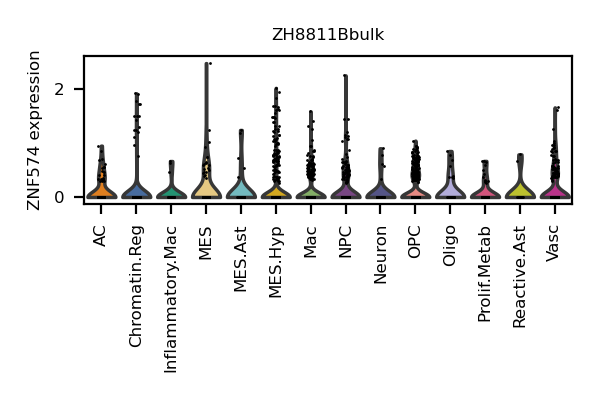 ZH8811Bbulk
ZNF574 expression
2
0
AC
Chromatin.Reg
Inflammatory.Mac
MES
MES.Ast
MES.Hyp
Mac
NPC
Neuron
OPC
Oligo
Prolif.Metab
Reactive.Ast
Vasc